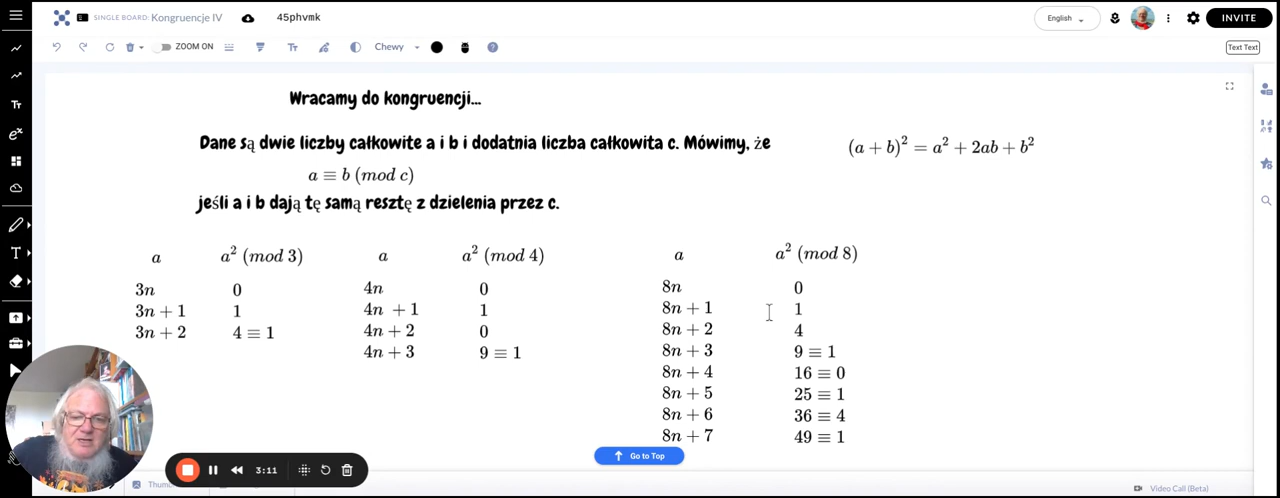 SINGLE BOARD: Kongruencje IV 45phvmk English INVITE
ZOOM ON Tт Chewy Text Text
Wracamy do kongruencji...
Dane są dwie liczby całkowite a i b i dodatnia liczba całkowita c. Mówimy, że
(a + b)² = a² + 2ab + b²
a ≡ b (mod c)
jeśli a i b dają tę samą resztę z dzielenia przez c.
a a² (mod 3)
3n 0
3n + 1 1
3n + 2 4 ≡ 1
a a² (mod 4)
4n 0
4n + 1 1
4n + 2 0
4n + 3 9 ≡ 1
a a² (mod 8)
8n 0
8n + 1 1
8n + 2 4
8n + 3 9 ≡ 1
8n + 4 16 ≡ 0
8n + 5 25 ≡ 1
8n + 6 36 ≡ 4
8n + 7 49 ≡ 1
Go to Top
3:11
Video Call (Beta)